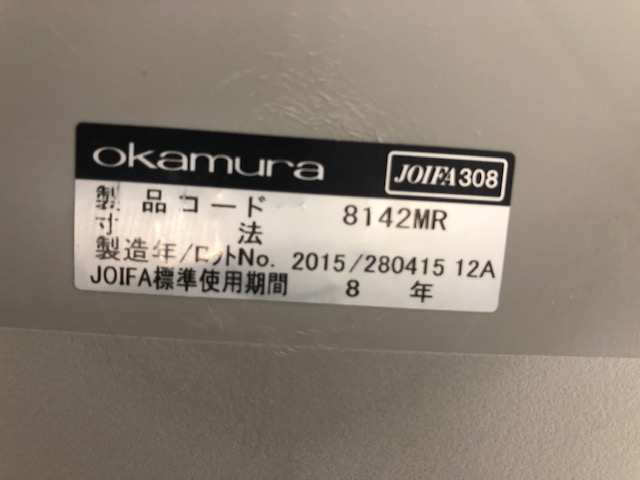 okamura JOIFA308
製品コード 8142MR
寸法
製造年/ロットNo. 2015/280415 12A
JOIFA標準使用期間 8 年